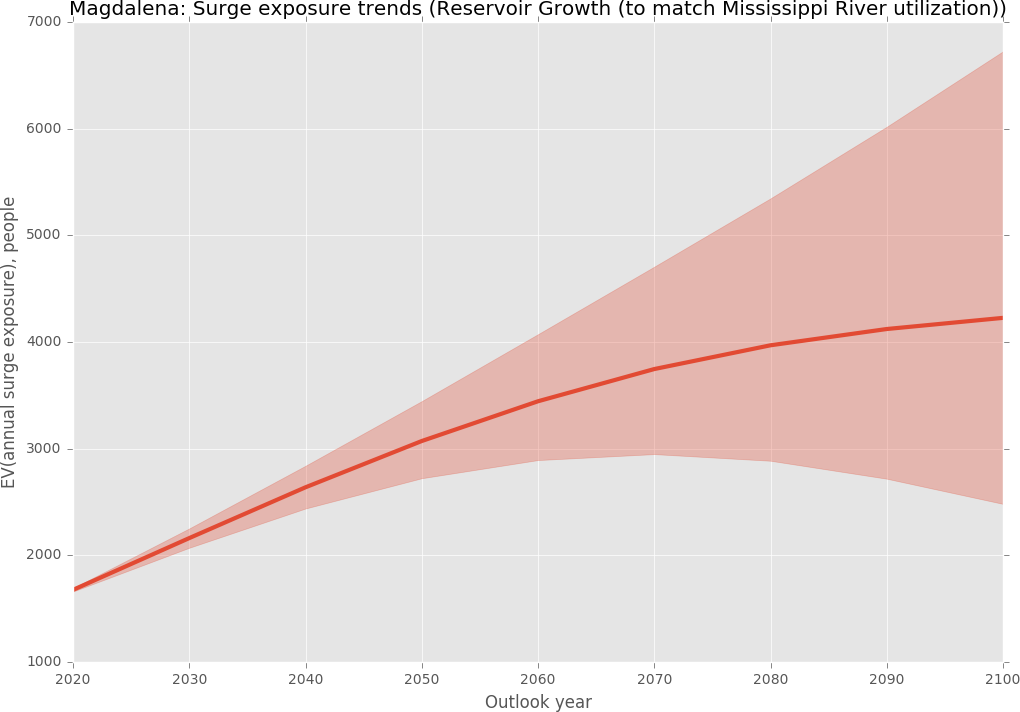 Magdalena: Surge exposure trends (Reservoir Growth (to match Mississippi River utilization))
EV(annual surge exposure), people
7000
6000
5000
4000
3000
2000
1000
2020 2030 2040 2050 2060 2070 2080 2090 2100
Outlook year